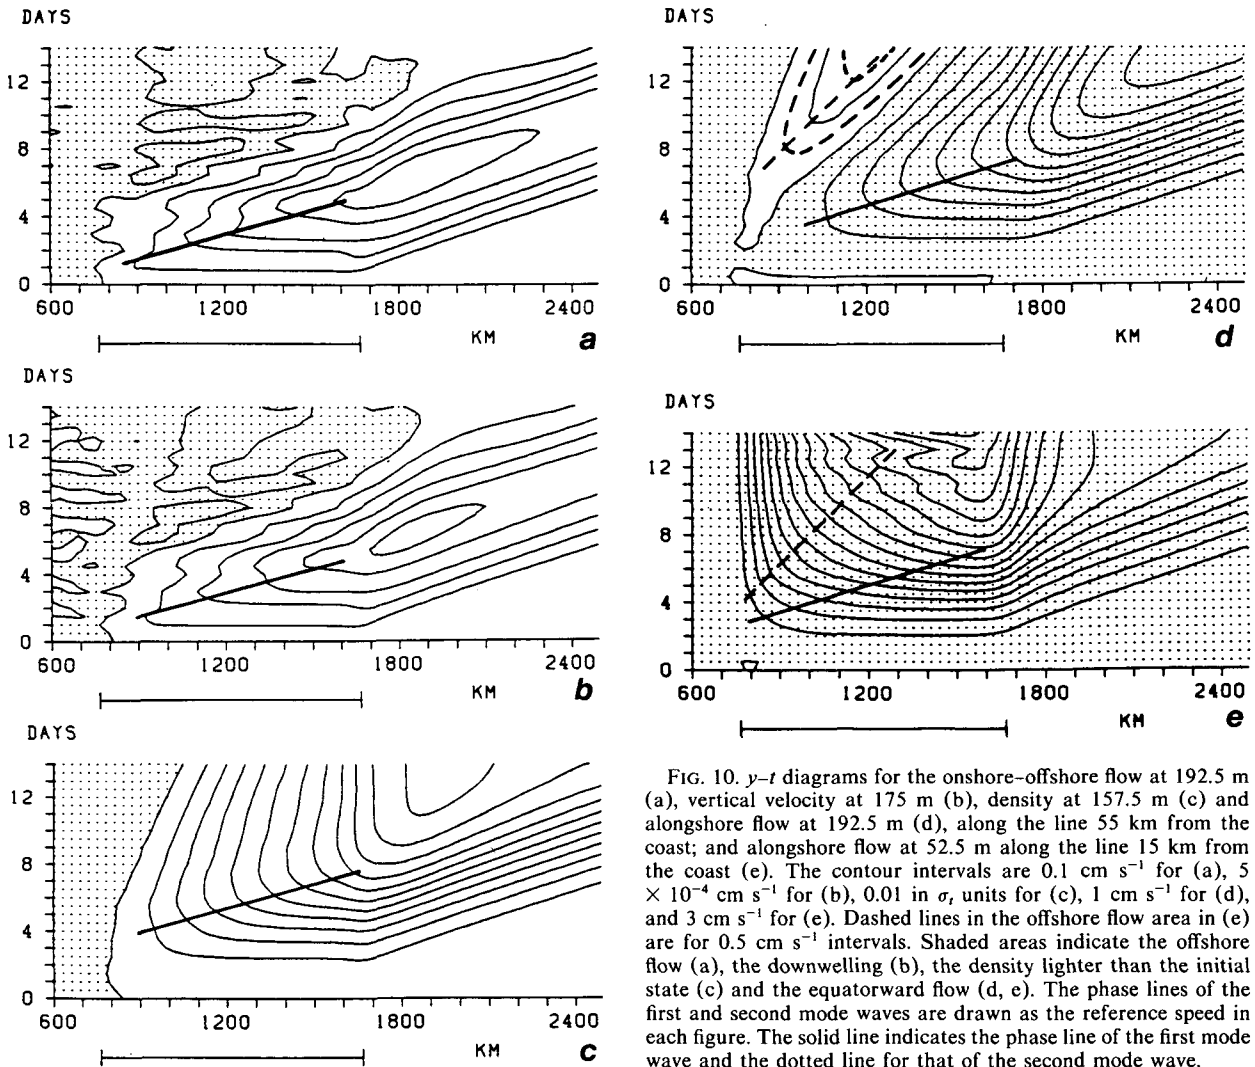 DAYS
12
8
4
0
600 1200 1800 2400
KM a
DAYS
12
8
4
0
600 1200 1800 2400
KM b
DAYS
12
8
4
0
600 1200 1800 2400
KM c
DAYS
12
8
4
0
600 1200 1800 2400
KM d
DAYS
12
8
4
0
600 1200 1800 2400
KM e
FIG. 10. y–t diagrams for the onshore–offshore flow at 192.5 m
(a), vertical velocity at 175 m (b), density at 157.5 m (c) and
alongshore flow at 192.5 m (d), along the line 55 km from the
coast; and alongshore flow at 52.5 m along the line 15 km from
the coast (e). The contour intervals are 0.1 cm s⁻¹ for (a), 5
× 10⁻⁴ cm s⁻¹ for (b), 0.01 in σₜ units for (c), 1 cm s⁻¹ for (d),
and 3 cm s⁻¹ for (e). Dashed lines in the offshore flow area in (e)
are for 0.5 cm s⁻¹ intervals. Shaded areas indicate the offshore
flow (a), the downwelling (b), the density lighter than the initial
state (c) and the equatorward flow (d, e). The phase lines of the
first and second mode waves are drawn as the reference speed in
each figure. The solid line indicates the phase line of the first mode
wave and the dotted line for that of the second mode wave.